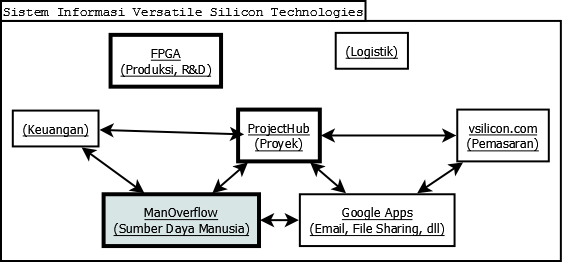 Sistem Informasi Versatile Silicon Technologies
FPGA
(Produksi, R&D)
(Logistik)
(Keuangan)
ProjectHub
(Proyek)
vsilicon.com
(Pemasaran)
ManOverflow
(Sumber Daya Manusia)
Google Apps
(Email, File Sharing, dll)